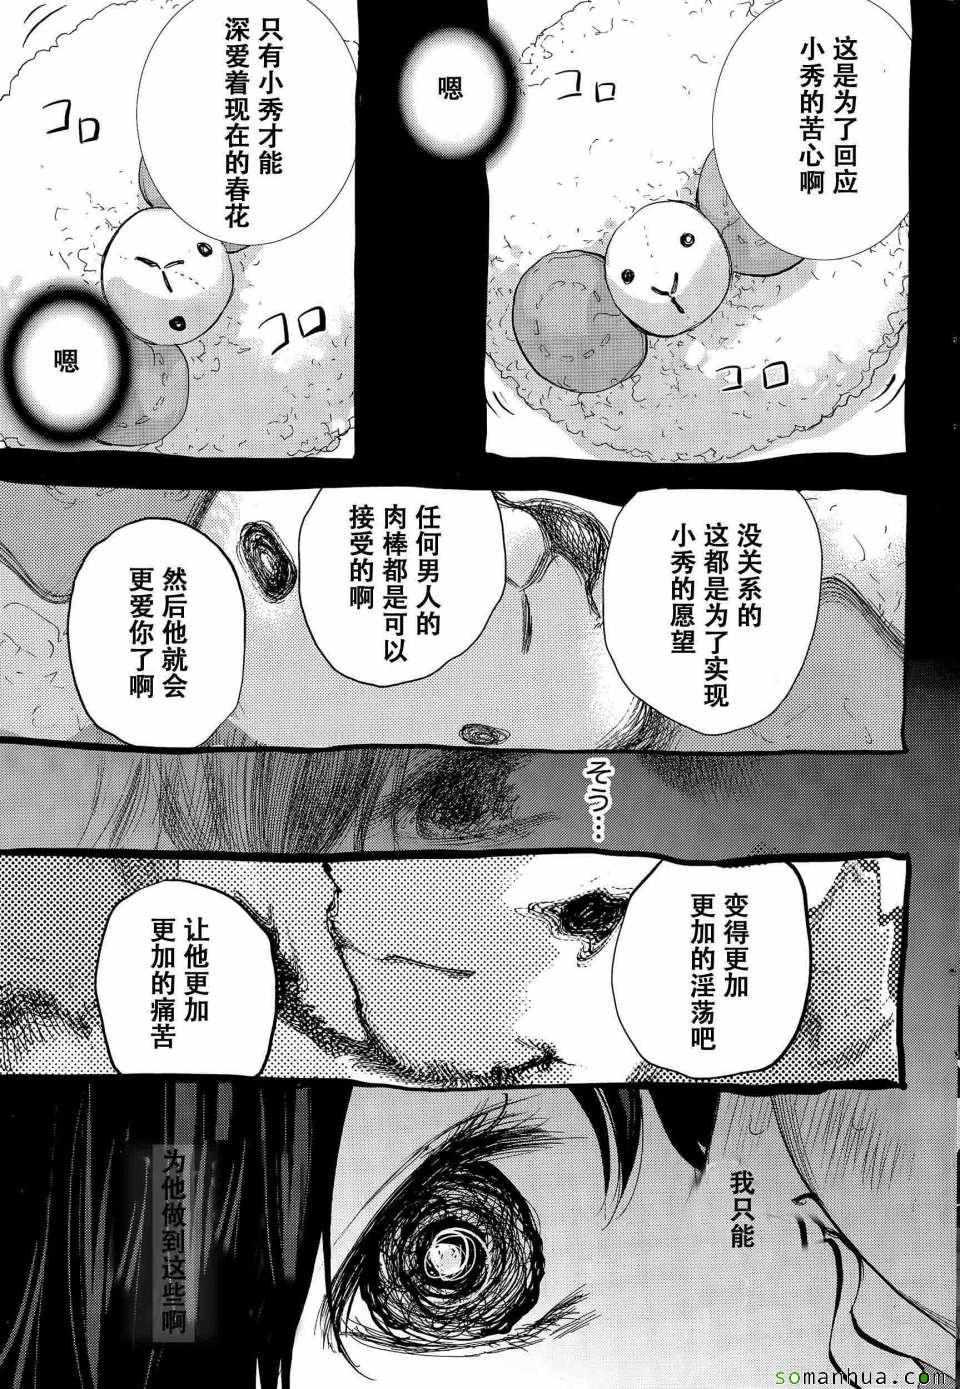 这是为了回应
小秀的苦心啊
コロ
コロ
嗯
只有小秀才能
深爱着现在的春花
コロ
コロ
嗯
没关系的
这都是为了实现
小秀的愿望
任何男人的
肉棒都是可以
接受的啊
然后他就会
更爱你了啊
そう…
变得更加
更加的淫荡吧
让他更加
更加的痛苦
我只能
为他做到这些啊
somanhua.com